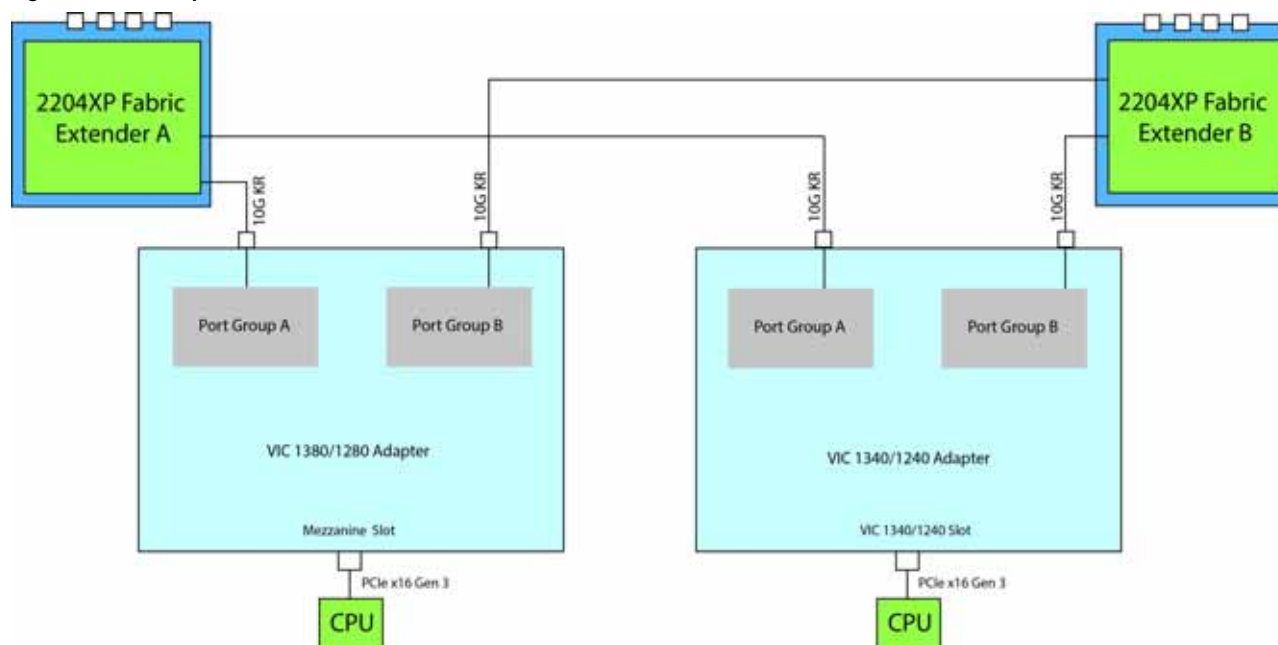 2204XP Fabric
Extender A
2204XP Fabric
Extender B
10G KR
10G KR
10G KR
10G KR
Port Group A
Port Group B
Port Group A
Port Group B
VIC 1380/1280 Adapter
VIC 1340/1240 Adapter
Mezzanine Slot
VIC 1340/1240 Slot
PCIe x16 Gen 3
PCIe x16 Gen 3
CPU
CPU